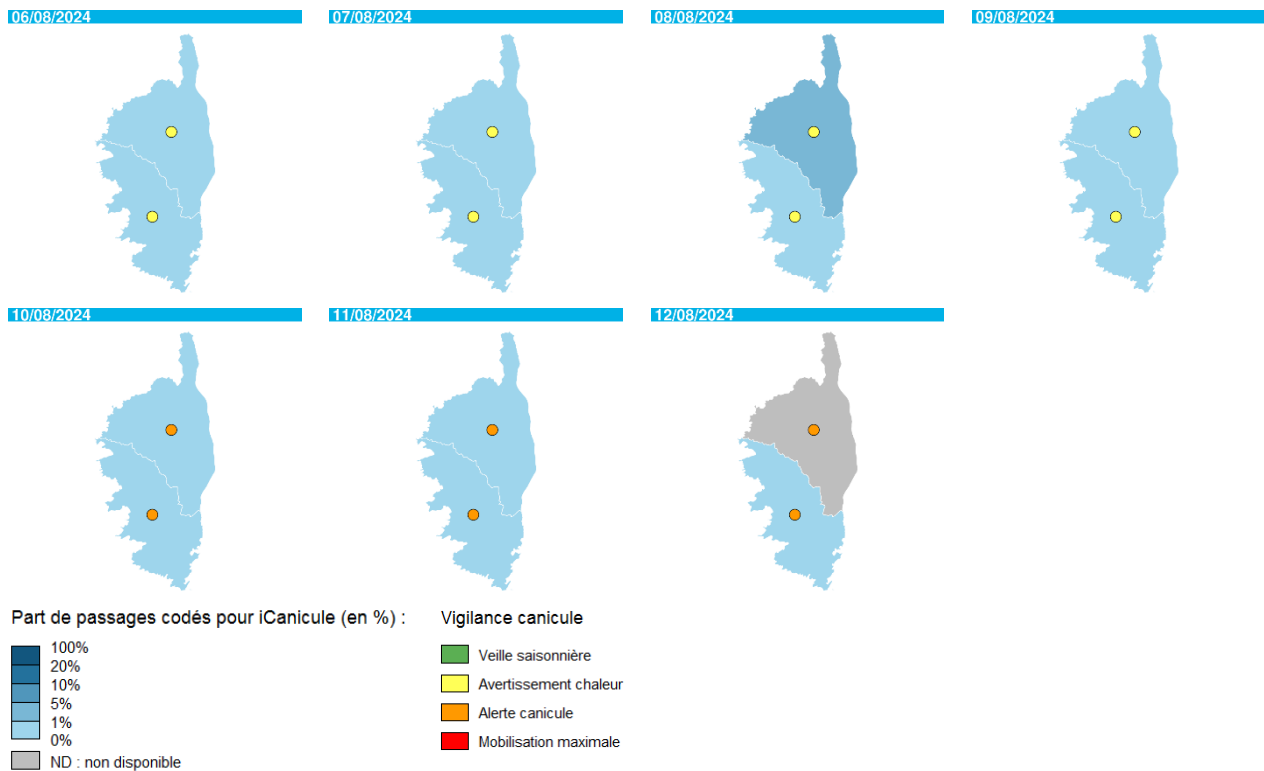 06/08/2024
07/08/2024
08/08/2024
09/08/2024
10/08/2024
11/08/2024
12/08/2024
Part de passages codés pour iCanicule (en %) :
100%
20%
10%
5%
1%
0%
ND : non disponible
Vigilance canicule
Veille saisonnière
Avertissement chaleur
Alerte canicule
Mobilisation maximale